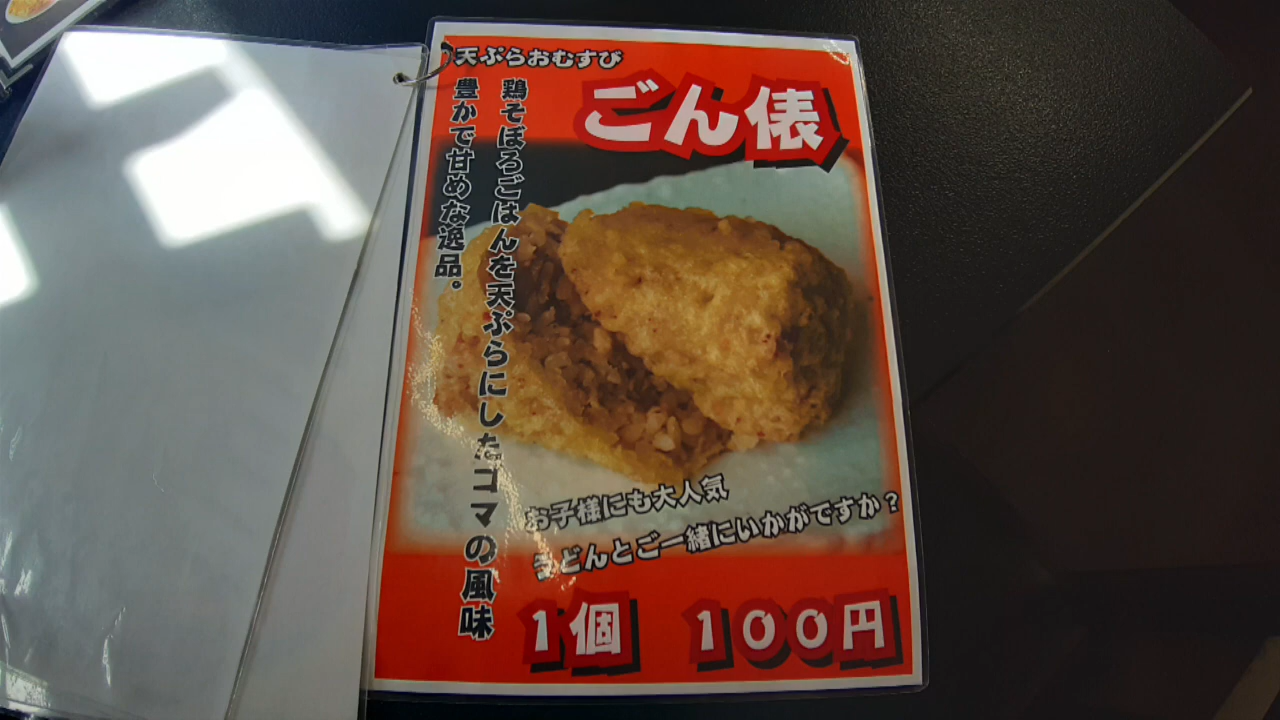 天ぷらおむすび
ごん俵
鶏そぼろごはんを天ぷらにしたゴマの風味
豊かで甘めな逸品。
お子様にも大人気
うどんとご一緒にいかがですか?
1個 100円